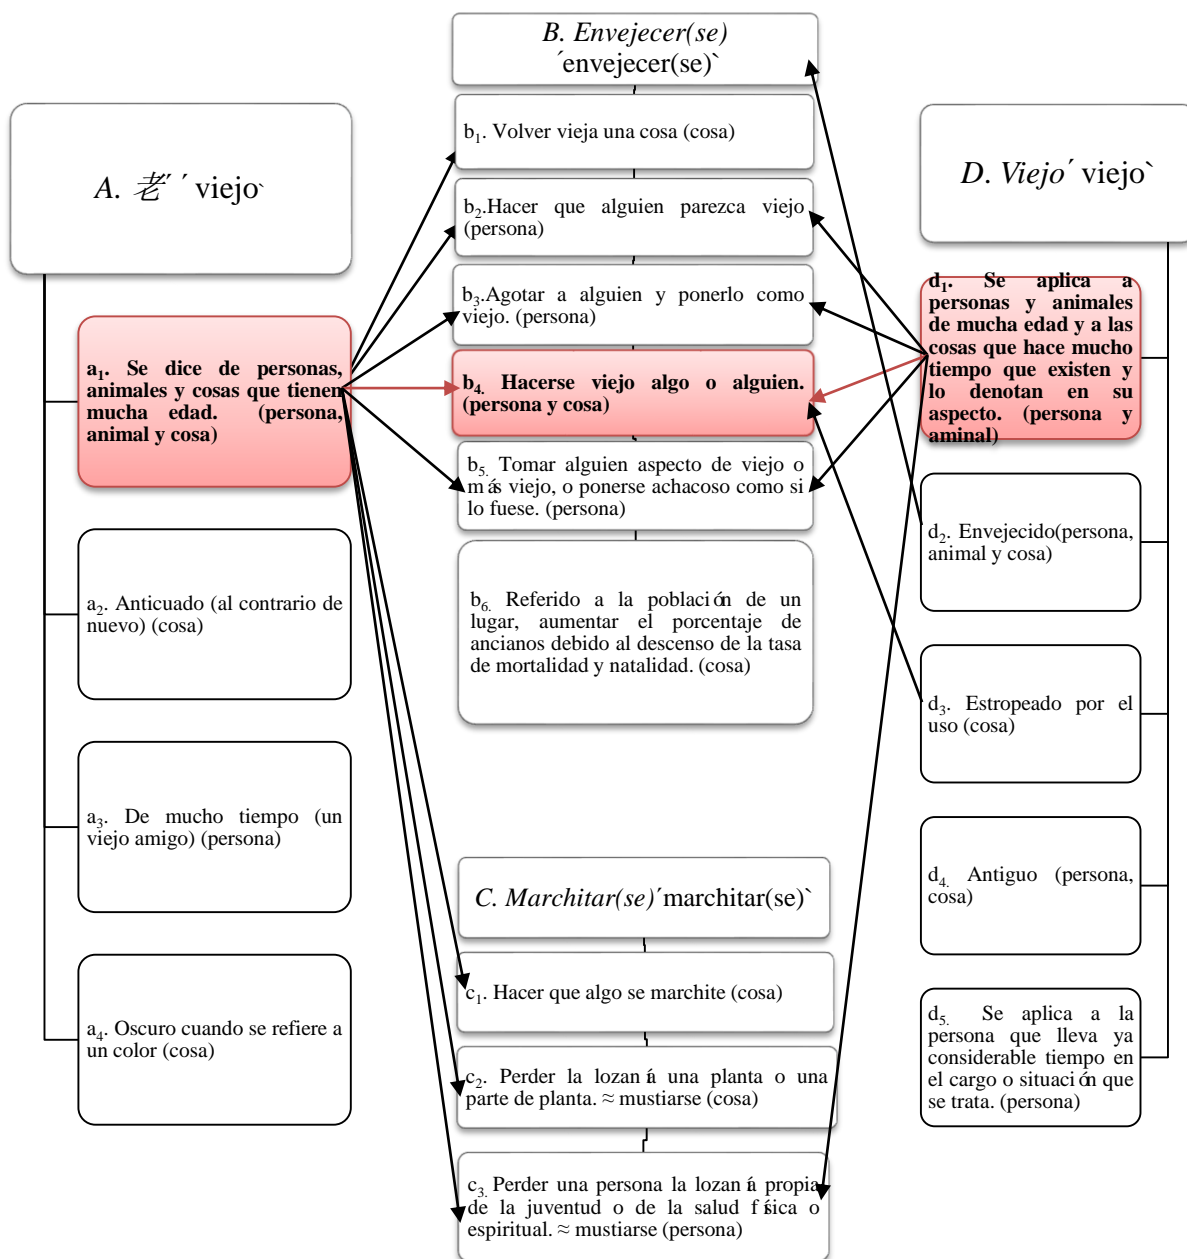 A. 老´´ viejo`
a1. Se dice de personas,
animales y cosas que tienen
mucha edad. (persona,
animal y cosa)
a2. Anticuado (al contrario de
nuevo) (cosa)
a3. De mucho tiempo (un
viejo amigo) (persona)
a4. Oscuro cuando se refiere a
un color (cosa)
B. Envejecer(se)
´envejecer(se)`
b1. Volver vieja una cosa (cosa)
b2.Hacer que alguien parezca viejo
(persona)
b3.Agotar a alguien y ponerlo como
viejo. (persona)
b4. Hacerse viejo algo o alguien.
(persona y cosa)
b5. Tomar alguien aspecto de viejo o
más viejo, o ponerse achacoso como si
lo fuese. (persona)
b6. Referido a la población de un
lugar, aumentar el porcentaje de
ancianos debido al descenso de la tasa
de mortalidad y natalidad. (cosa)
C. Marchitar(se)´marchitar(se)`
c1. Hacer que algo se marchite (cosa)
c2. Perder la lozanía una planta o una
parte de planta. ≈ mustiarse (cosa)
c3. Perder una persona la lozanía propia
de la juventud o de la salud física o
espiritual. ≈ mustiarse (persona)
D. Viejo´ viejo`
d1. Se aplica a
personas y animales
de mucha edad y a las
cosas que hace mucho
tiempo que existen y
lo denotan en su
aspecto. (persona y
aminal)
d2. Envejecido(persona,
animal y cosa)
d3. Estropeado por el
uso (cosa)
d4. Antiguo (persona,
cosa)
d5. Se aplica a la
persona que lleva ya
considerable tiempo en
el cargo o situación que
se trata. (persona)